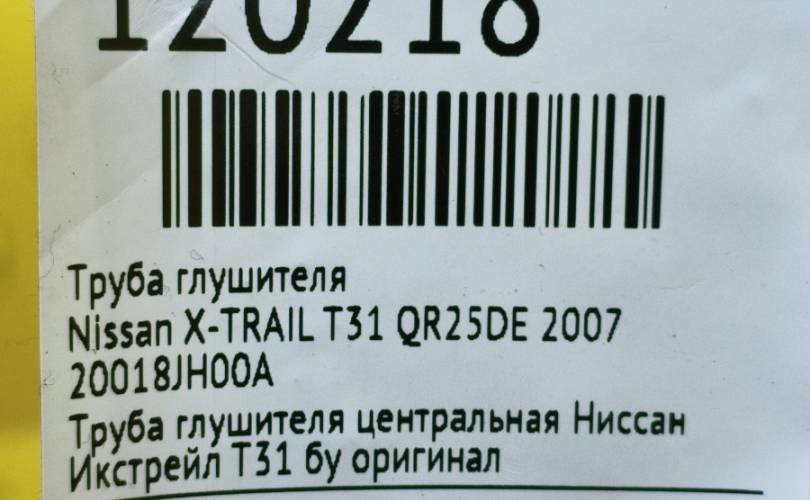 120218
Труба глушителя
Nissan X-TRAIL T31 QR25DE 2007
20018JH00A
Труба глушителя центральная Ниссан
Икстрейл Т31 бу оригинал